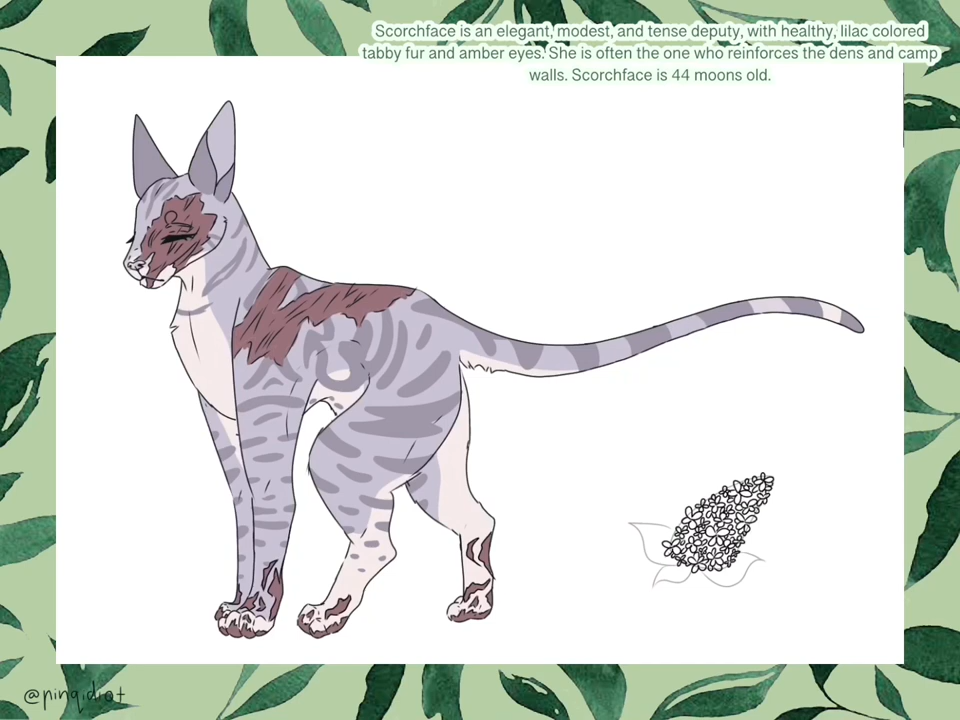 Scorchface is an elegant, modest, and tense deputy, with healthy, lilac colored
tabby fur and amber eyes. She is often the one who reinforces the dens and camp
walls. Scorchface is 44 moons old.
@pinqidiot